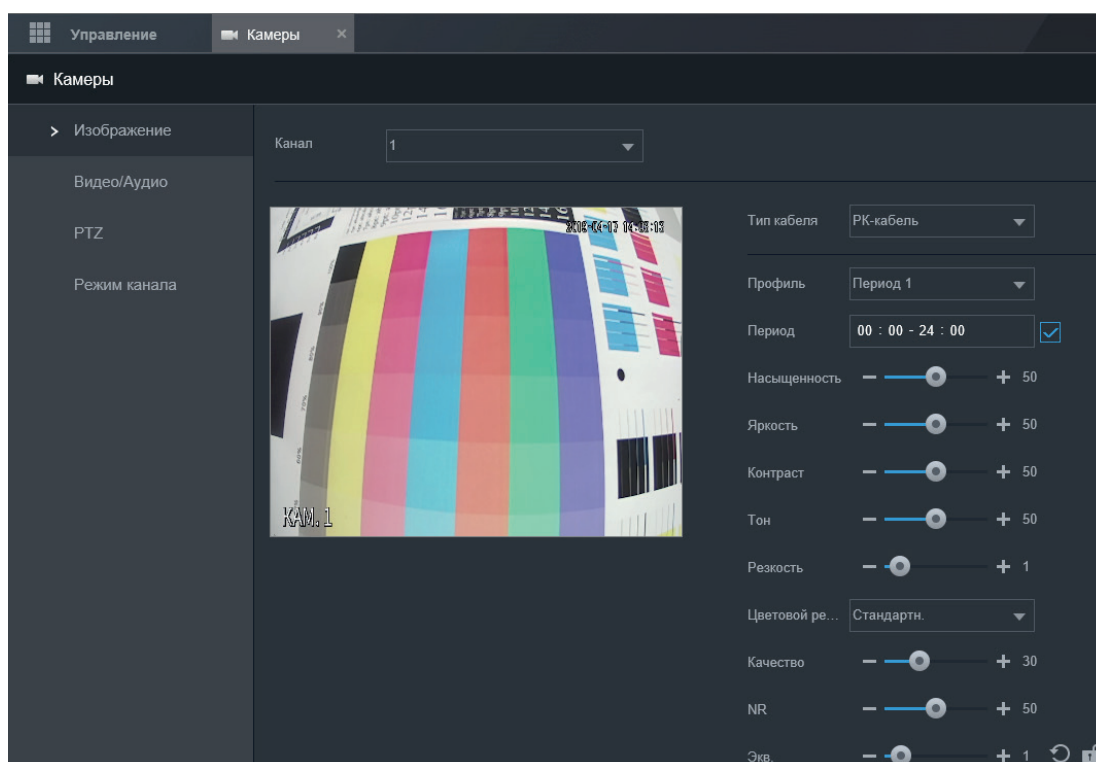 Управление
Камеры ×
Камеры
Изображение
Видео/Аудио
PTZ
Режим канала
Канал 1
КАМ. 1
Тип кабеля РК-кабель
Профиль Период 1
Период 00 : 00 - 24 : 00
Насыщенность 50
Яркость 50
Контраст 50
Тон 50
Резкость 1
Цветовой ре... Стандартн.
Качество 30
NR 50
Экв. 1